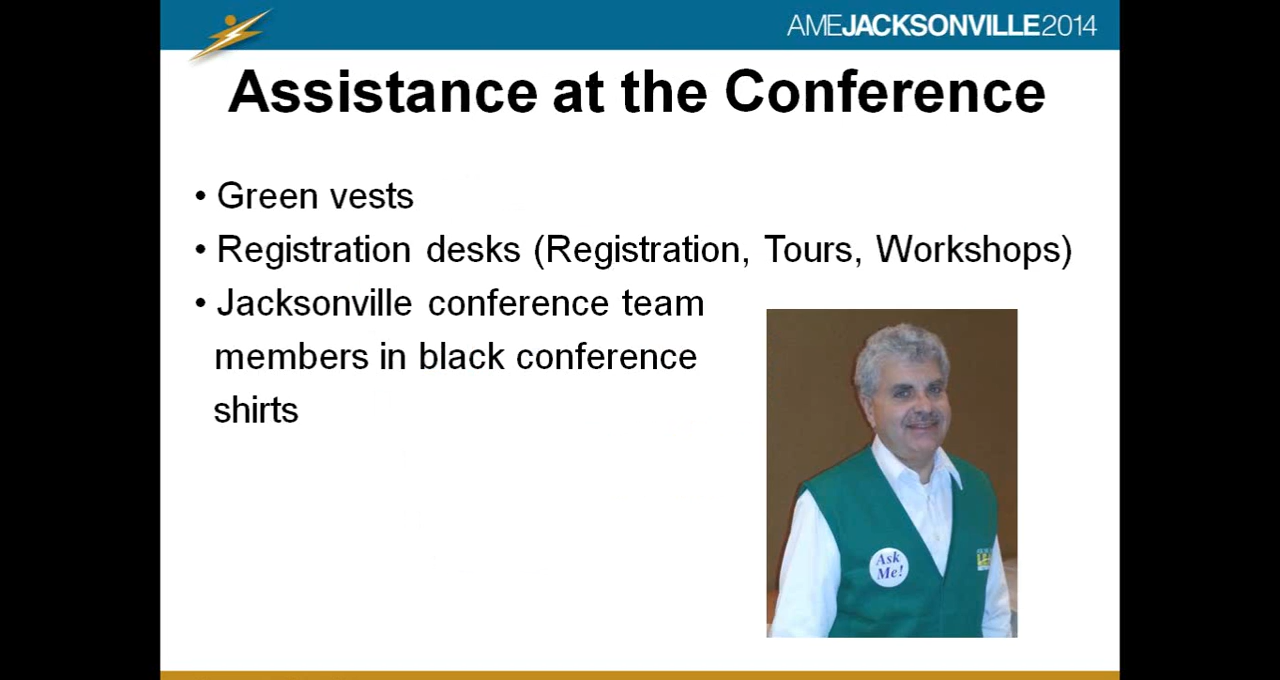 AMEJACKSONVILLE2014
Assistance at the Conference
• Green vests
• Registration desks (Registration, Tours, Workshops)
• Jacksonville conference team
members in black conference
shirts
Ask
Me!